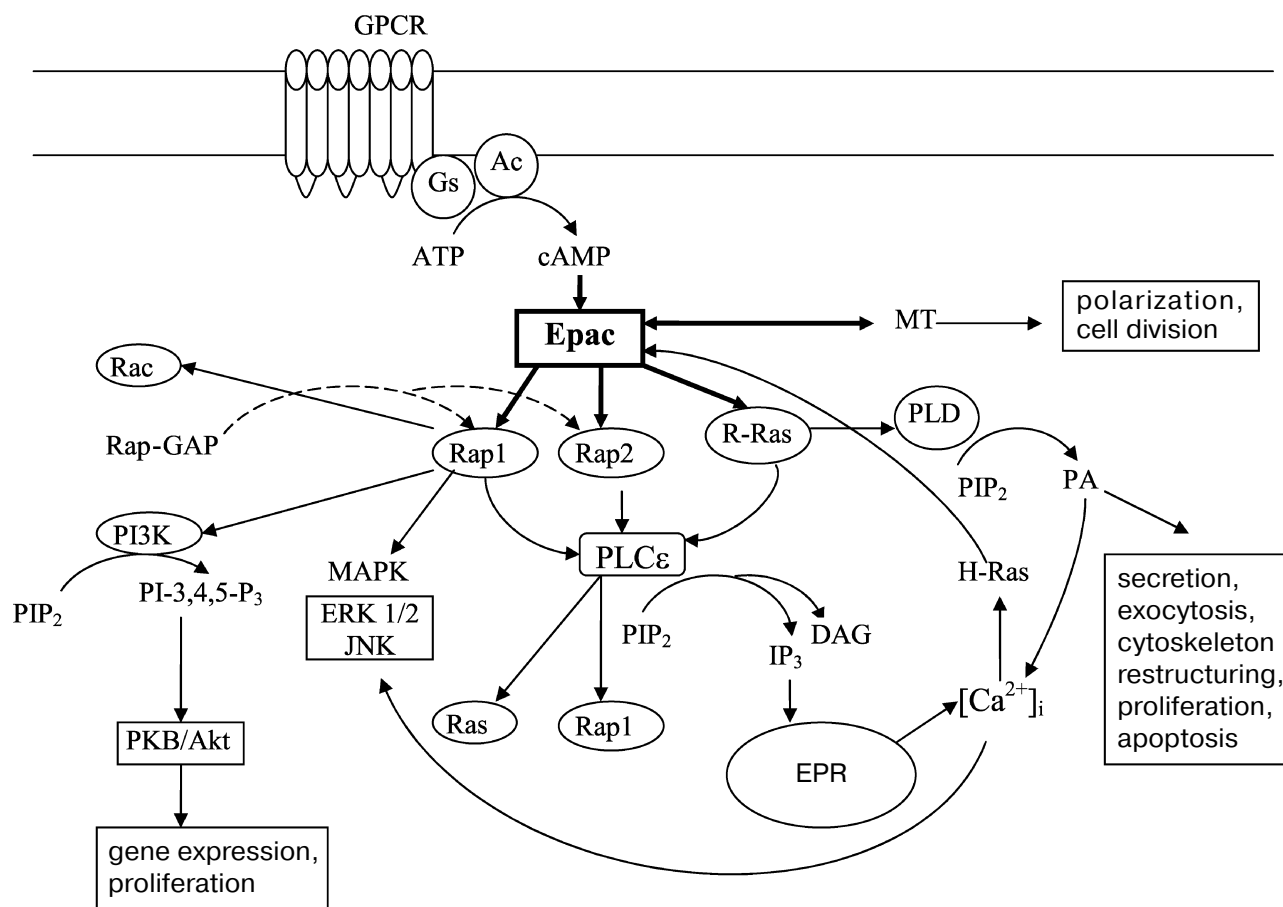 GPCR
Ac
Gs
ATP
cAMP
Epac
MT
polarization,
cell division
Rac
Rap-GAP
Rap1
Rap2
R-Ras
PLD
PIP₂
PA
PI3K
PIP₂
PI-3,4,5-P₃
MAPK
ERK 1/2
JNK
PLCε
PIP₂
IP₃
DAG
H-Ras
secretion,
exocytosis,
cytoskeleton
restructuring,
proliferation,
apoptosis
[Ca²⁺]ᵢ
Ras
Rap1
EPR
PKB/Akt
gene expression,
proliferation